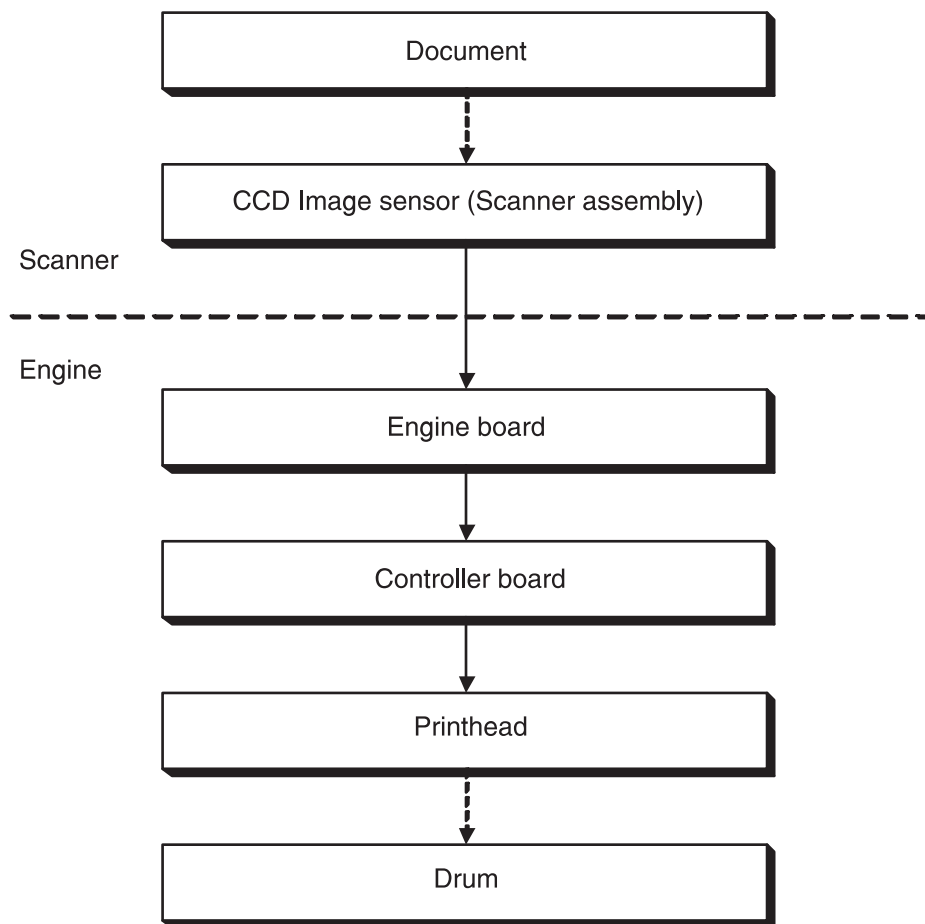 Document
CCD Image sensor (Scanner assembly)
Scanner
Engine
Engine board
Controller board
Printhead
Drum